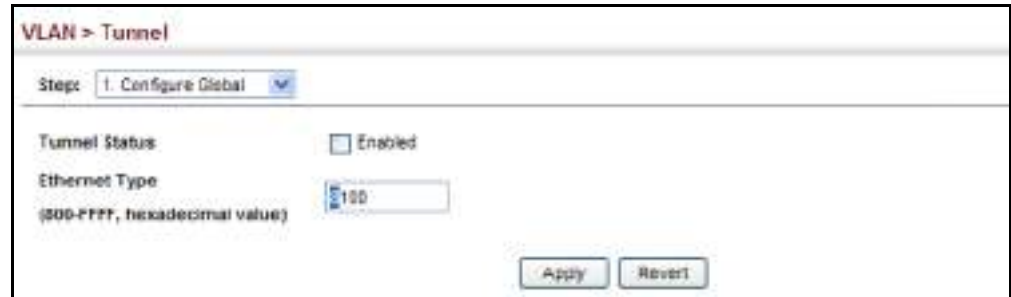 VLAN > Tunnel
Step: 1. Configure Global
Tunnel Status Enabled
Ethernet Type
(800-FFFF, hexadecimal value)
8100
Apply Revert